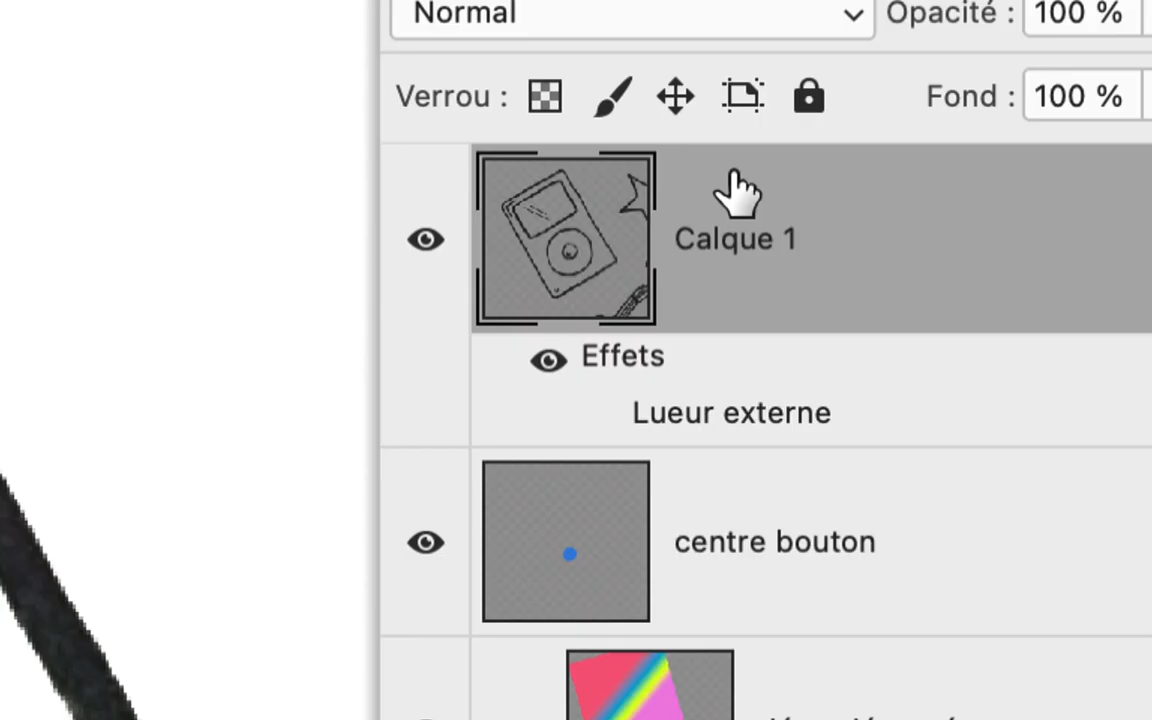 Normal
Opacité : 100 %
Verrou :
Fond : 100 %
Calque 1
Effets
Lueur externe
centre bouton